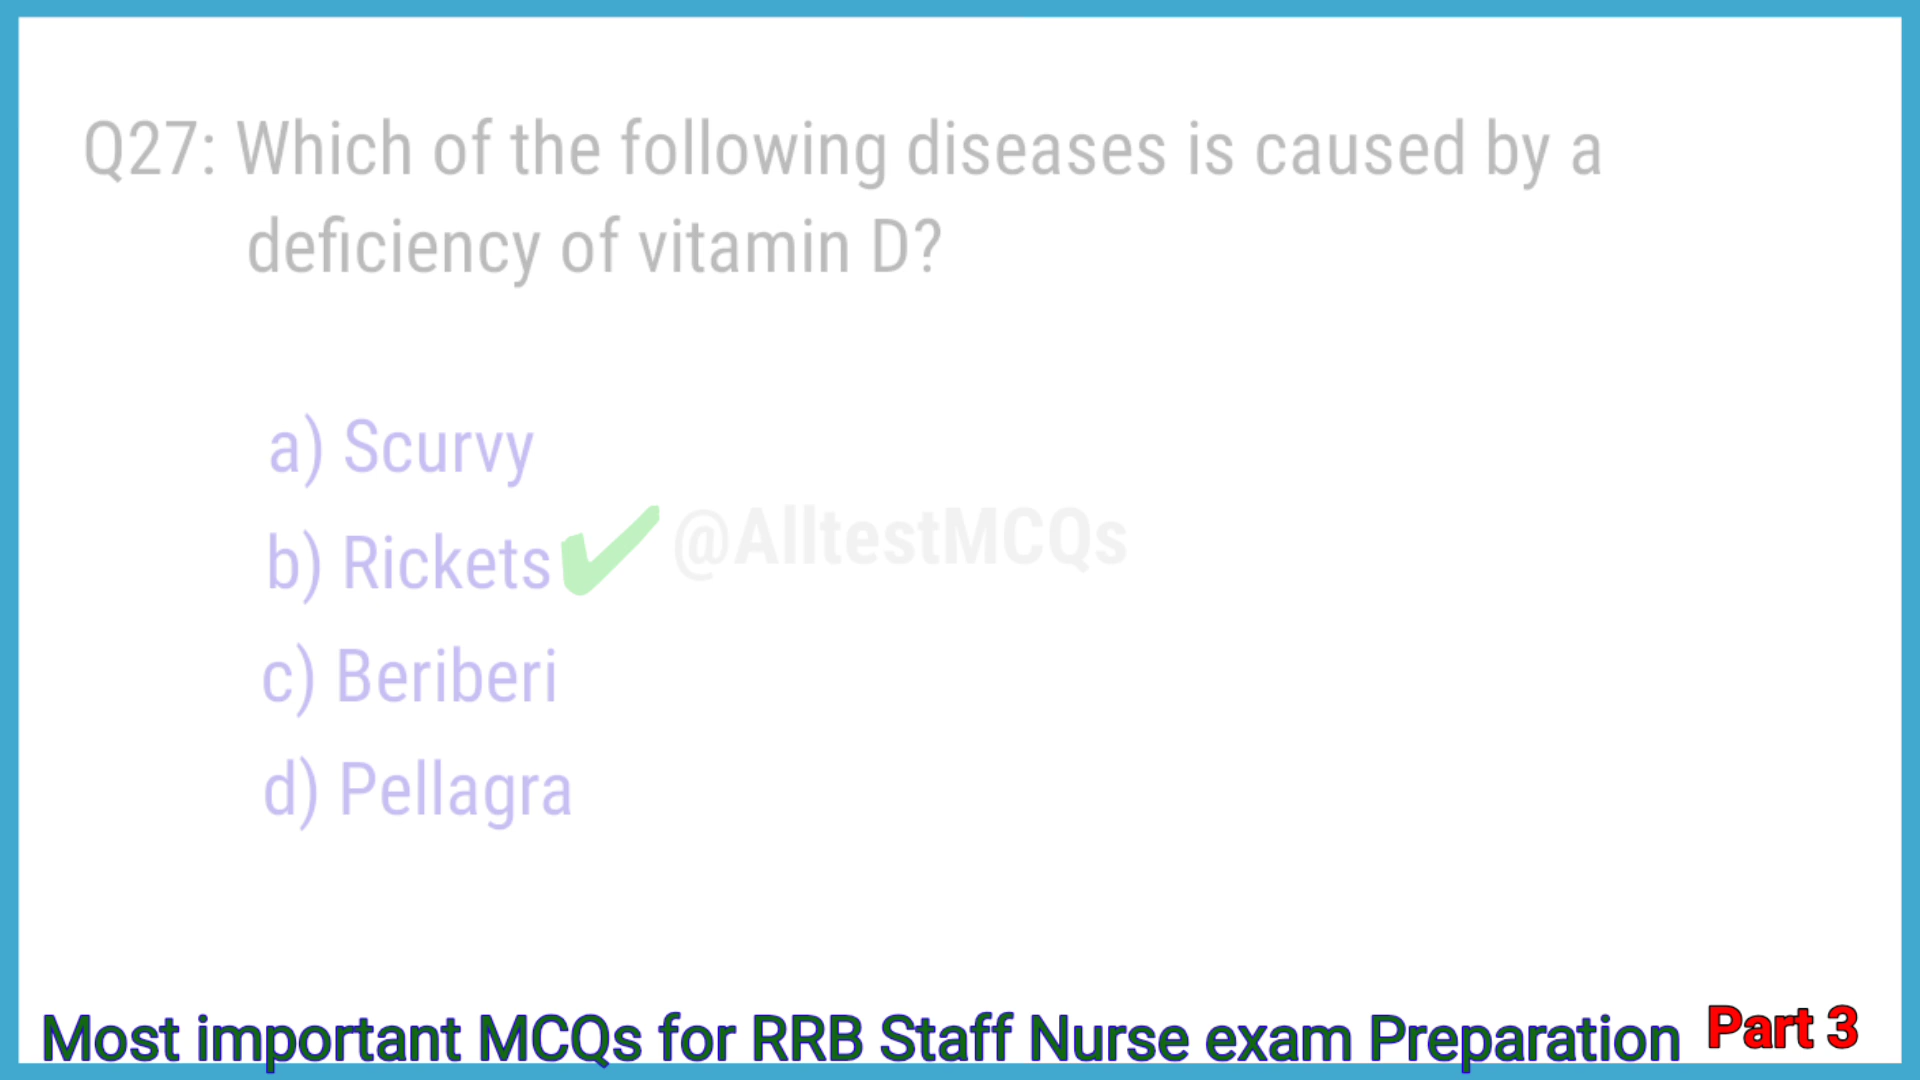 Q27: Which of the following diseases is caused by a
deficiency of vitamin D?
a) Scurvy
b) Rickets
@AlltestMCQs
c) Beriberi
d) Pellagra
Most important MCQs for RRB Staff Nurse exam Preparation Part 3